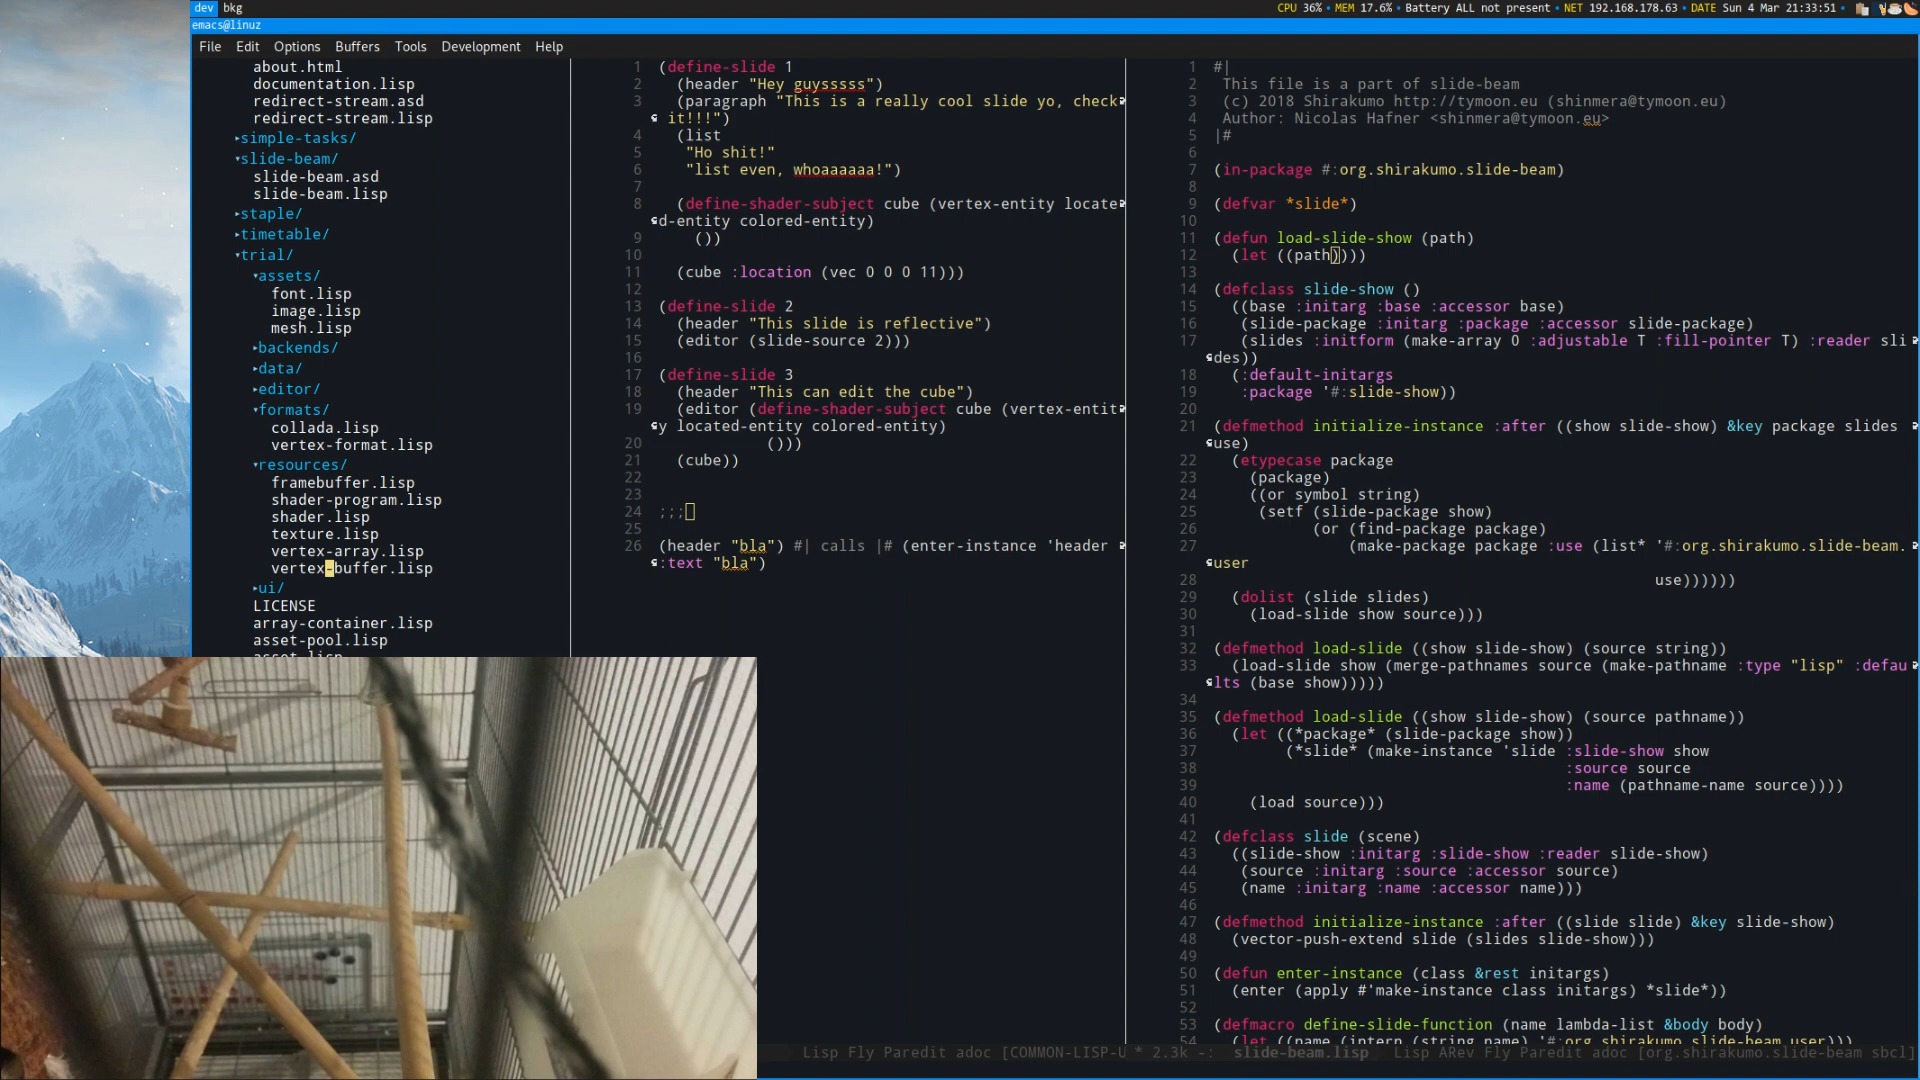 dev bkg
CPU 36% • MEM 17.6% • Battery ALL not present • NET 192.168.178.63 • DATE Sun 4 Mar 21:33:51 •
emacs@linuz
File Edit Options Buffers Tools Development Help
about.html
documentation.lisp
redirect-stream.asd
redirect-stream.lisp
▸simple-tasks/
▾slide-beam/
slide-beam.asd
slide-beam.lisp
▸staple/
▸timetable/
▾trial/
▾assets/
font.lisp
image.lisp
mesh.lisp
▸backends/
▸data/
▸editor/
▾formats/
collada.lisp
vertex-format.lisp
▾resources/
framebuffer.lisp
shader-program.lisp
shader.lisp
texture.lisp
vertex-array.lisp
vertex-buffer.lisp
▸ui/
LICENSE
array-container.lisp
asset-pool.lisp
asset.lisp
1 (define-slide 1
2 (header "Hey guysssss")
3 (paragraph "This is a really cool slide yo, check
it!!!")
4 (list
5 "Ho shit!"
6 "list even, whoaaaaaa!")
7
8 (define-shader-subject cube (vertex-entity locate
d-entity colored-entity)
9 ())
10
11 (cube :location (vec 0 0 0 11)))
12
13 (define-slide 2
14 (header "This slide is reflective")
15 (editor (slide-source 2)))
16
17 (define-slide 3
18 (header "This can edit the cube")
19 (editor (define-shader-subject cube (vertex-entit
y located-entity colored-entity)
20 ()))
21 (cube))
22
23
24 ;;;
25
26 (header "bla") #| calls |# (enter-instance 'header
:text "bla")
1 #|
2 This file is a part of slide-beam
3 (c) 2018 Shirakumo http://tymoon.eu (shinmera@tymoon.eu)
4 Author: Nicolas Hafner <shinmera@tymoon.eu>
5 |#
6
7 (in-package #:org.shirakumo.slide-beam)
8
9 (defvar *slide*)
10
11 (defun load-slide-show (path)
12 (let ((path))))
13
14 (defclass slide-show ()
15 ((base :initarg :base :accessor base)
16 (slide-package :initarg :package :accessor slide-package)
17 (slides :initform (make-array 0 :adjustable T :fill-pointer T) :reader sli
des))
18 (:default-initargs
19 :package '#:slide-show))
20
21 (defmethod initialize-instance :after ((show slide-show) &key package slides
use)
22 (etypecase package
23 (package)
24 ((or symbol string)
25 (setf (slide-package show)
26 (or (find-package package)
27 (make-package package :use (list* '#:org.shirakumo.slide-beam.
user
28 use))))))
29 (dolist (slide slides)
30 (load-slide show source)))
31
32 (defmethod load-slide ((show slide-show) (source string))
33 (load-slide show (merge-pathnames source (make-pathname :type "lisp" :defau
lts (base show)))))
34
35 (defmethod load-slide ((show slide-show) (source pathname))
36 (let ((*package* (slide-package show))
37 (*slide* (make-instance 'slide :slide-show show
38 :source source
39 :name (pathname-name source))))
40 (load source)))
41
42 (defclass slide (scene)
43 ((slide-show :initarg :slide-show :reader slide-show)
44 (source :initarg :source :accessor source)
45 (name :initarg :name :accessor name)))
46
47 (defmethod initialize-instance :after ((slide slide) &key slide-show)
48 (vector-push-extend slide (slides slide-show)))
49
50 (defun enter-instance (class &rest initargs)
51 (enter (apply #'make-instance class initargs) *slide*))
52
53 (defmacro define-slide-function (name lambda-list &body body)
54 (let ((name (intern (string name) '#:org.shirakumo.slide-beam.user)))
Lisp Fly Paredit adoc [COMMON-LISP-U * 2.3k -: slide-beam.lisp Lisp ARev Fly Paredit adoc [org.shirakumo.slide-beam sbcl]